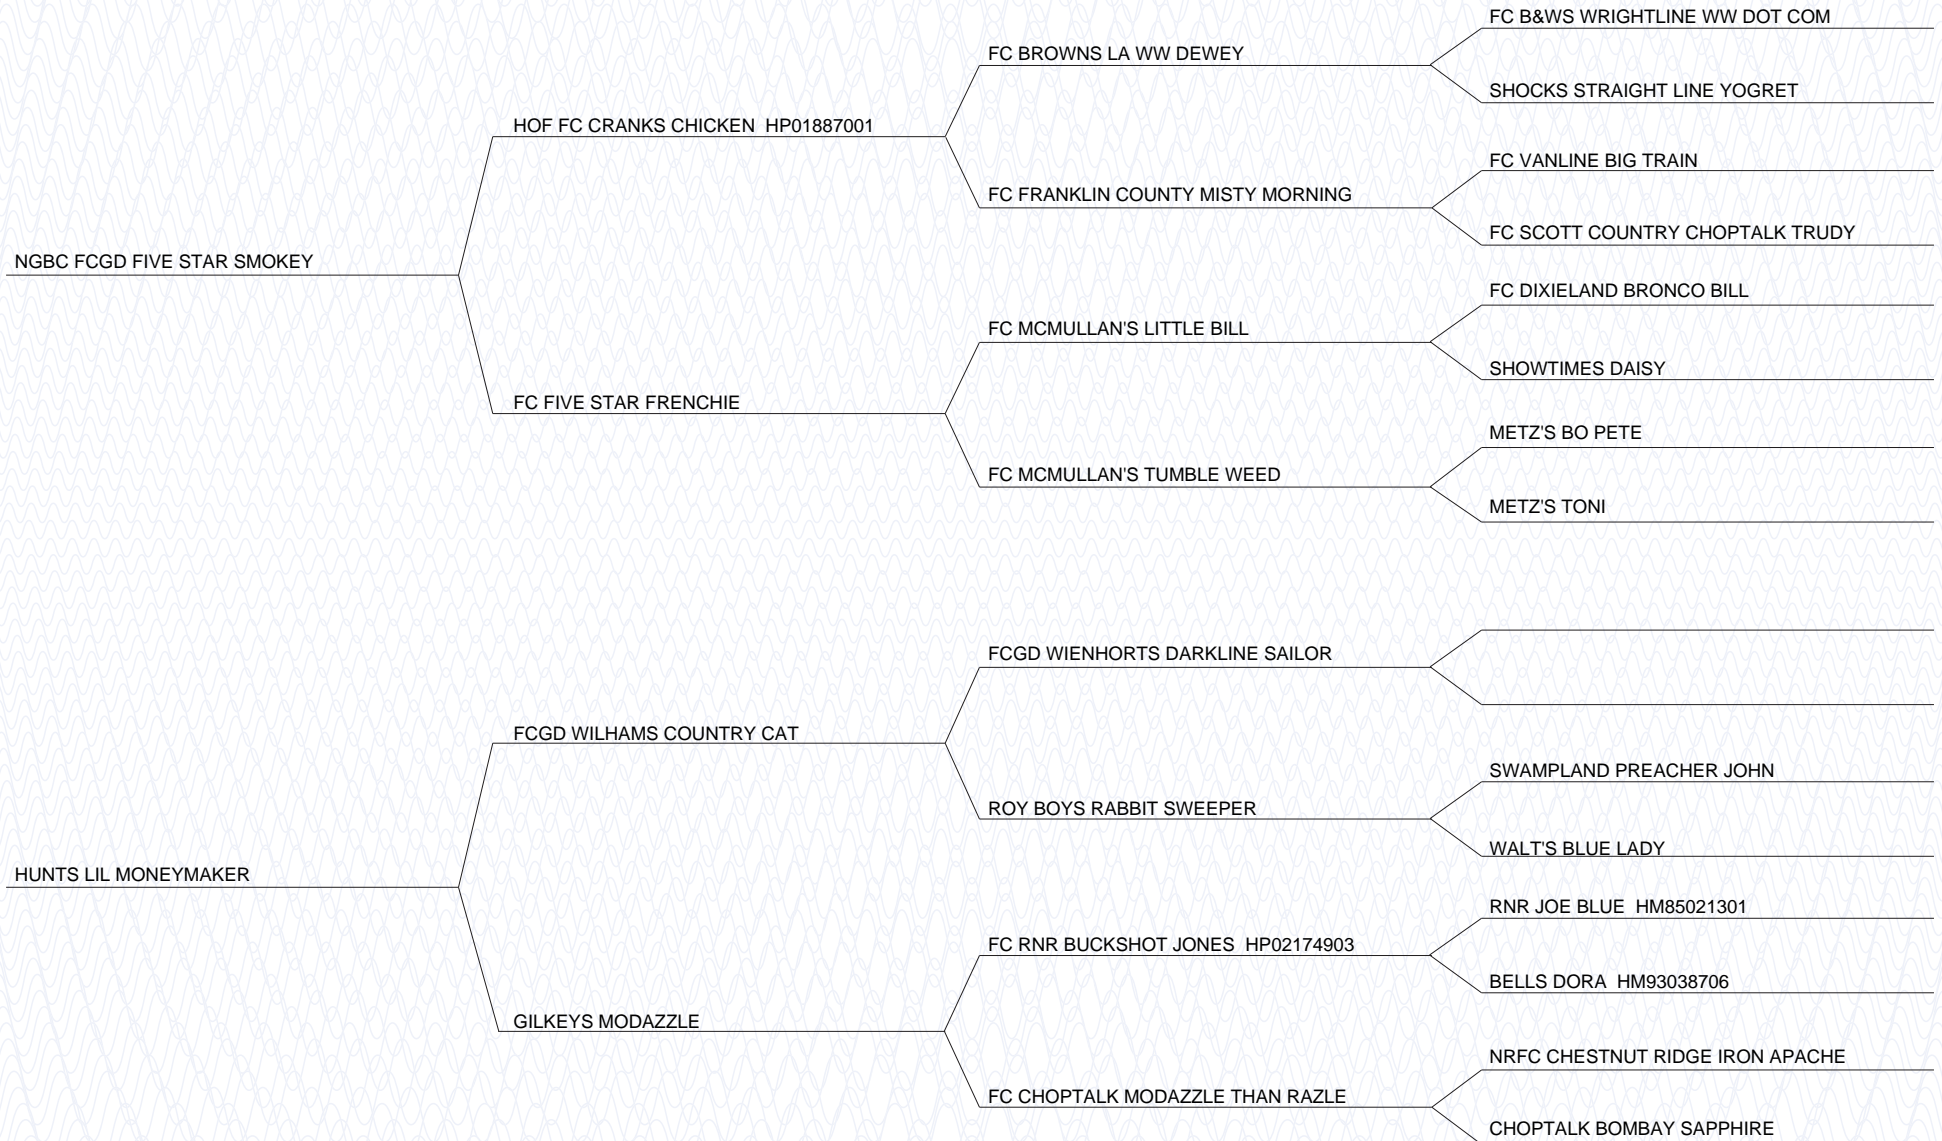 FC B&WS WRIGHTLINE WW DOT COM
FC BROWNS LA WW DEWEY
SHOCKS STRAIGHT LINE YOGRET
HOF FC CRANKS CHICKEN HP01887001
FC VANLINE BIG TRAIN
FC FRANKLIN COUNTY MISTY MORNING
FC SCOTT COUNTRY CHOPTALK TRUDY
NGBC FCGD FIVE STAR SMOKEY
FC DIXIELAND BRONCO BILL
FC MCMULLAN'S LITTLE BILL
SHOWTIMES DAISY
FC FIVE STAR FRENCHIE
METZ'S BO PETE
FC MCMULLAN'S TUMBLE WEED
METZ'S TONI
FCGD WIENHORTS DARKLINE SAILOR
FCGD WILHAMS COUNTRY CAT
SWAMPLAND PREACHER JOHN
ROY BOYS RABBIT SWEEPER
WALT'S BLUE LADY
HUNTS LIL MONEYMAKER
RNR JOE BLUE HM85021301
FC RNR BUCKSHOT JONES HP02174903
BELLS DORA HM93038706
GILKEYS MODAZZLE
NRFC CHESTNUT RIDGE IRON APACHE
FC CHOPTALK MODAZZLE THAN RAZLE
CHOPTALK BOMBAY SAPPHIRE